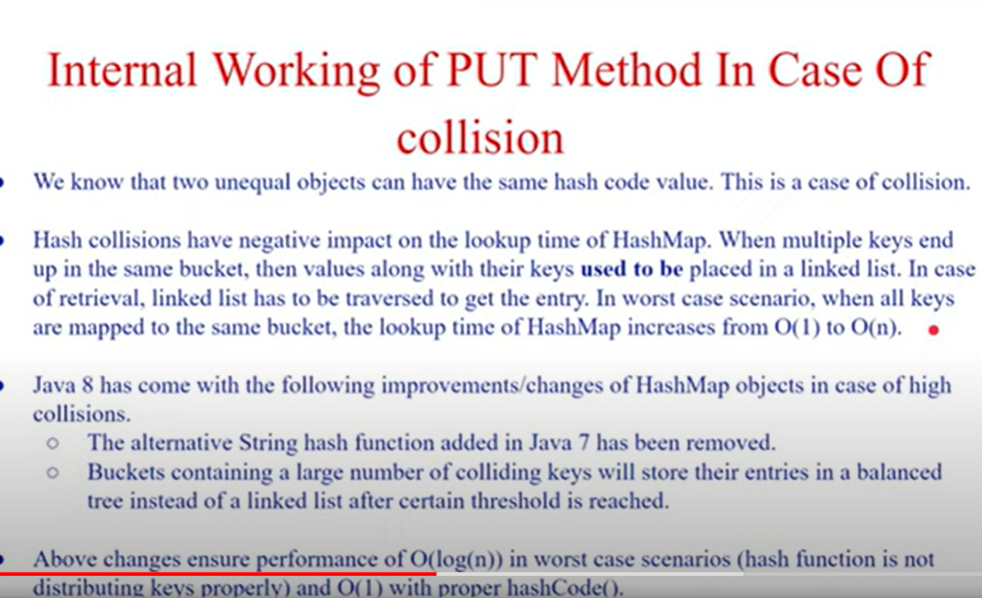 Internal Working of PUT Method In Case Of
collision
• We know that two unequal objects can have the same hash code value. This is a case of collision.
• Hash collisions have negative impact on the lookup time of HashMap. When multiple keys end
up in the same bucket, then values along with their keys used to be placed in a linked list. In case
of retrieval, linked list has to be traversed to get the entry. In worst case scenario, when all keys
are mapped to the same bucket, the lookup time of HashMap increases from O(1) to O(n).
• Java 8 has come with the following improvements/changes of HashMap objects in case of high
collisions.
○ The alternative String hash function added in Java 7 has been removed.
○ Buckets containing a large number of colliding keys will store their entries in a balanced
tree instead of a linked list after certain threshold is reached.
• Above changes ensure performance of O(log(n)) in worst case scenarios (hash function is not
distributing keys properly) and O(1) with proper hashCode().